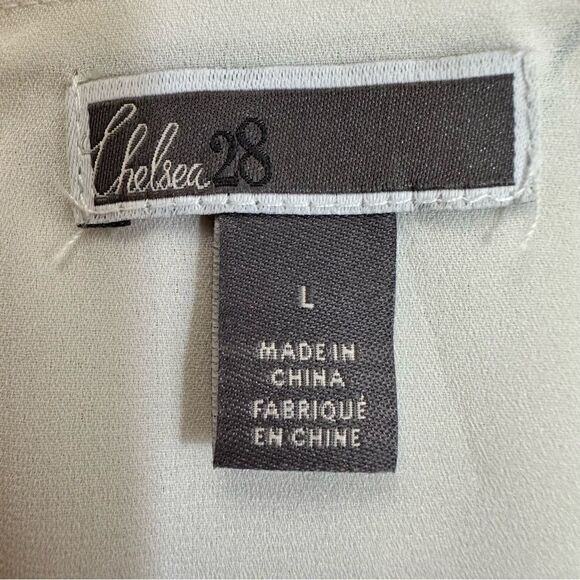 Chelsea28
L
MADE IN
CHINA
FABRIQUÉ
EN CHINE